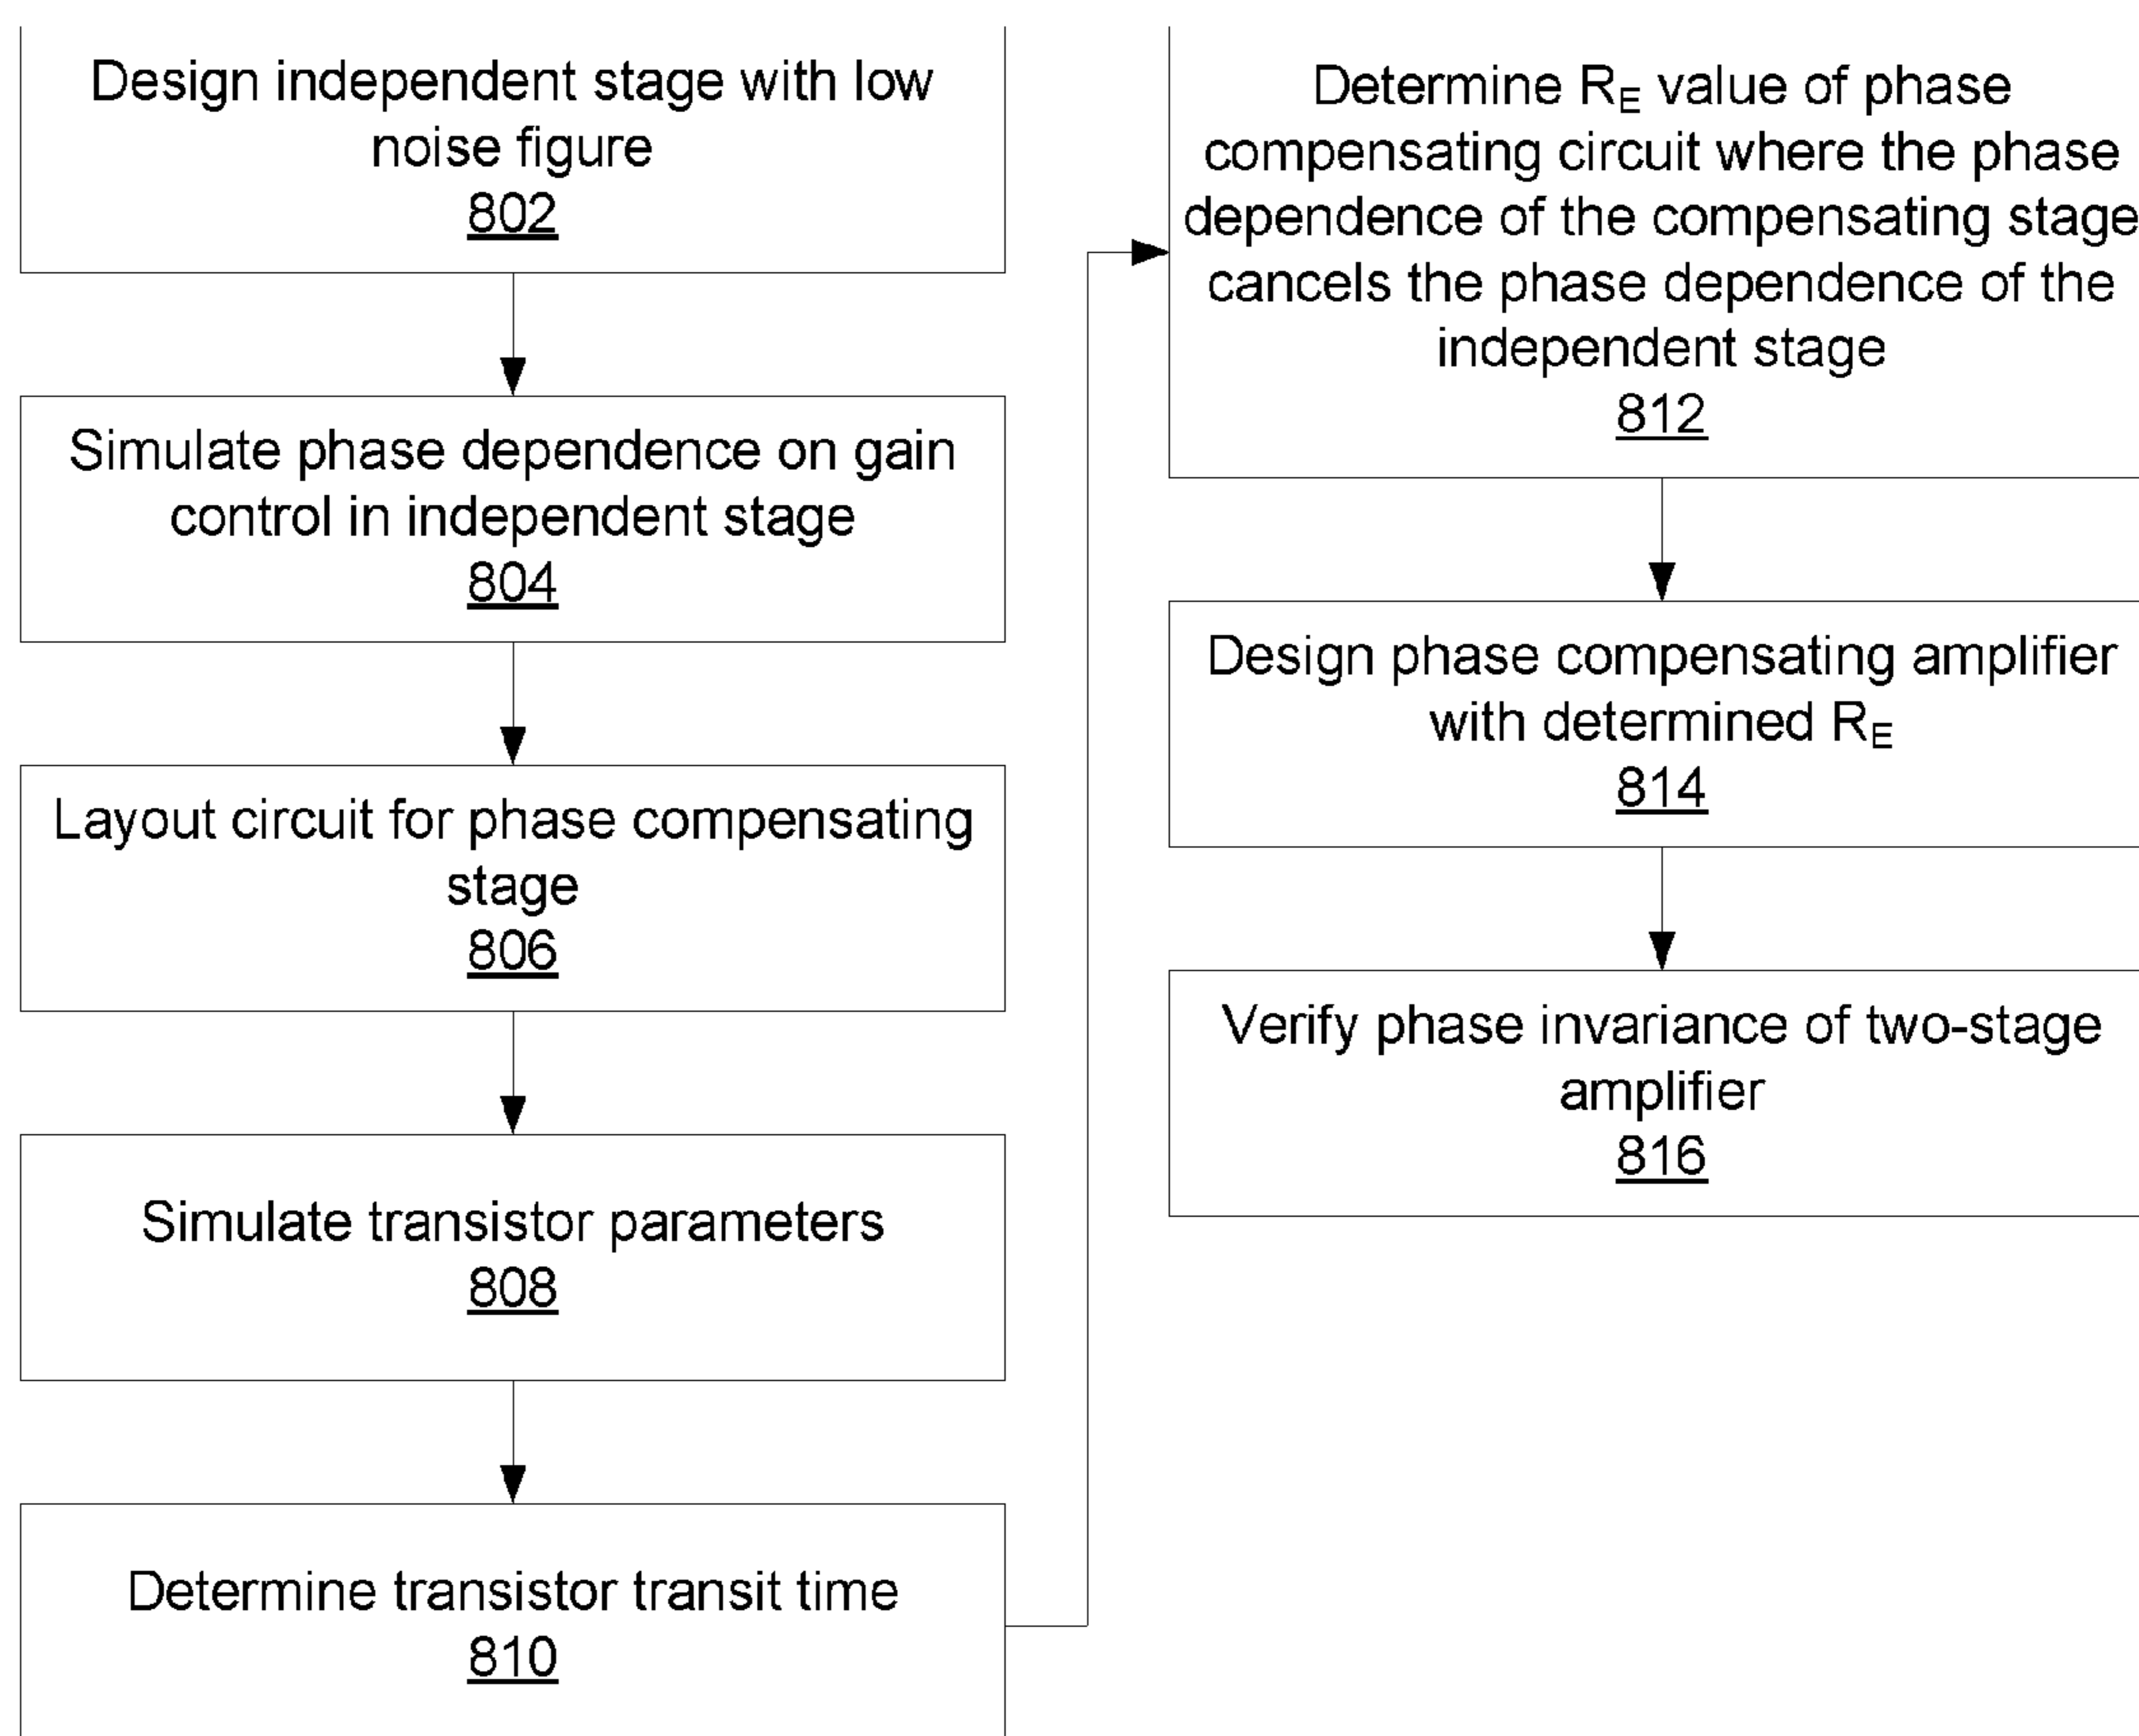 Design independent stage with low
noise figure
802
Simulate phase dependence on gain
control in independent stage
804
Layout circuit for phase compensating
stage
806
Simulate transistor parameters
808
Determine transistor transit time
810
Determine RE value of phase
compensating circuit where the phase
dependence of the compensating stage
cancels the phase dependence of the
independent stage
812
Design phase compensating amplifier
with determined RE
814
Verify phase invariance of two-stage
amplifier
816